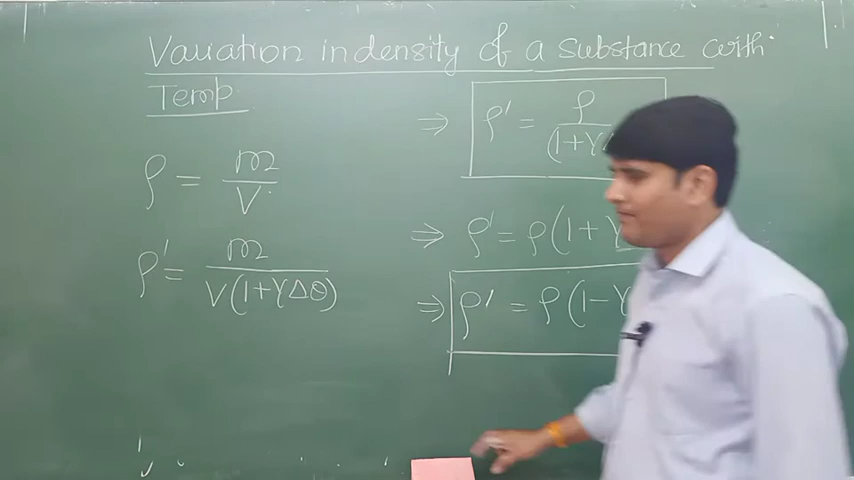 Variation in density of a substance with
Temp
ρ = m/V
ρ' = m/V(1+γΔθ)
⇒ ρ' = ρ/(1+γ
⇒ ρ' = ρ(1+γ
⇒ ρ' = ρ(1-γ